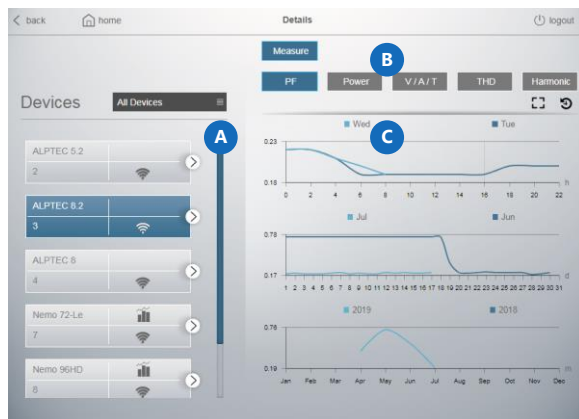 back
home
Details
logout
Measure
B
PF
Power
V / A / T
THD
Harmonic
Devices
All Devices
A
C
ALPTEC 5.2
2
ALPTEC 8.2
3
ALPTEC 8
4
Nemo 72-Le
7
Nemo 96HD
8
Wed Tue
0.23
0.18
0 2 4 6 8 10 12 14 16 18 20 22 h
Jul Jun
0.78
0.17
1 2 3 4 5 6 7 8 9 10 11 12 13 14 15 16 17 18 19 20 21 22 23 24 25 26 27 28 29 30 31 d
2019 2018
0.76
0.19
Jan Feb Mar Apr May Jun Jul Aug Sep Oct Nov Dec m